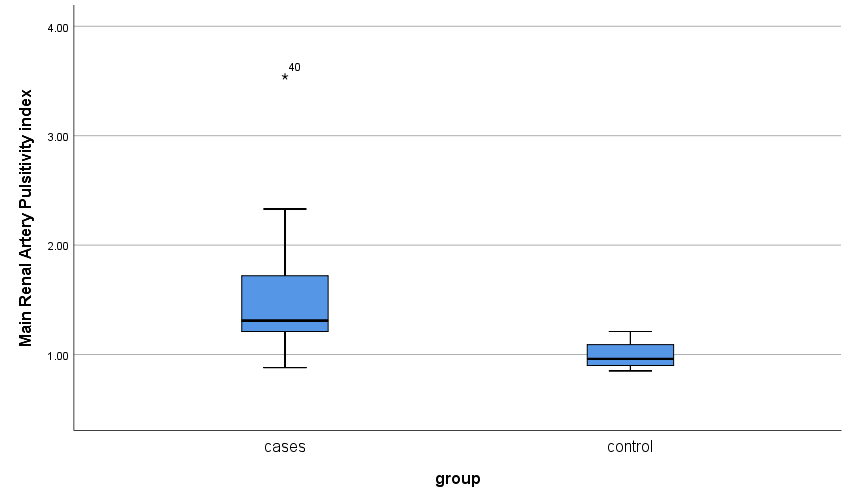 Main Renal Artery Pulsitivity index
4.00
3.00
2.00
1.00
40
cases
control
group